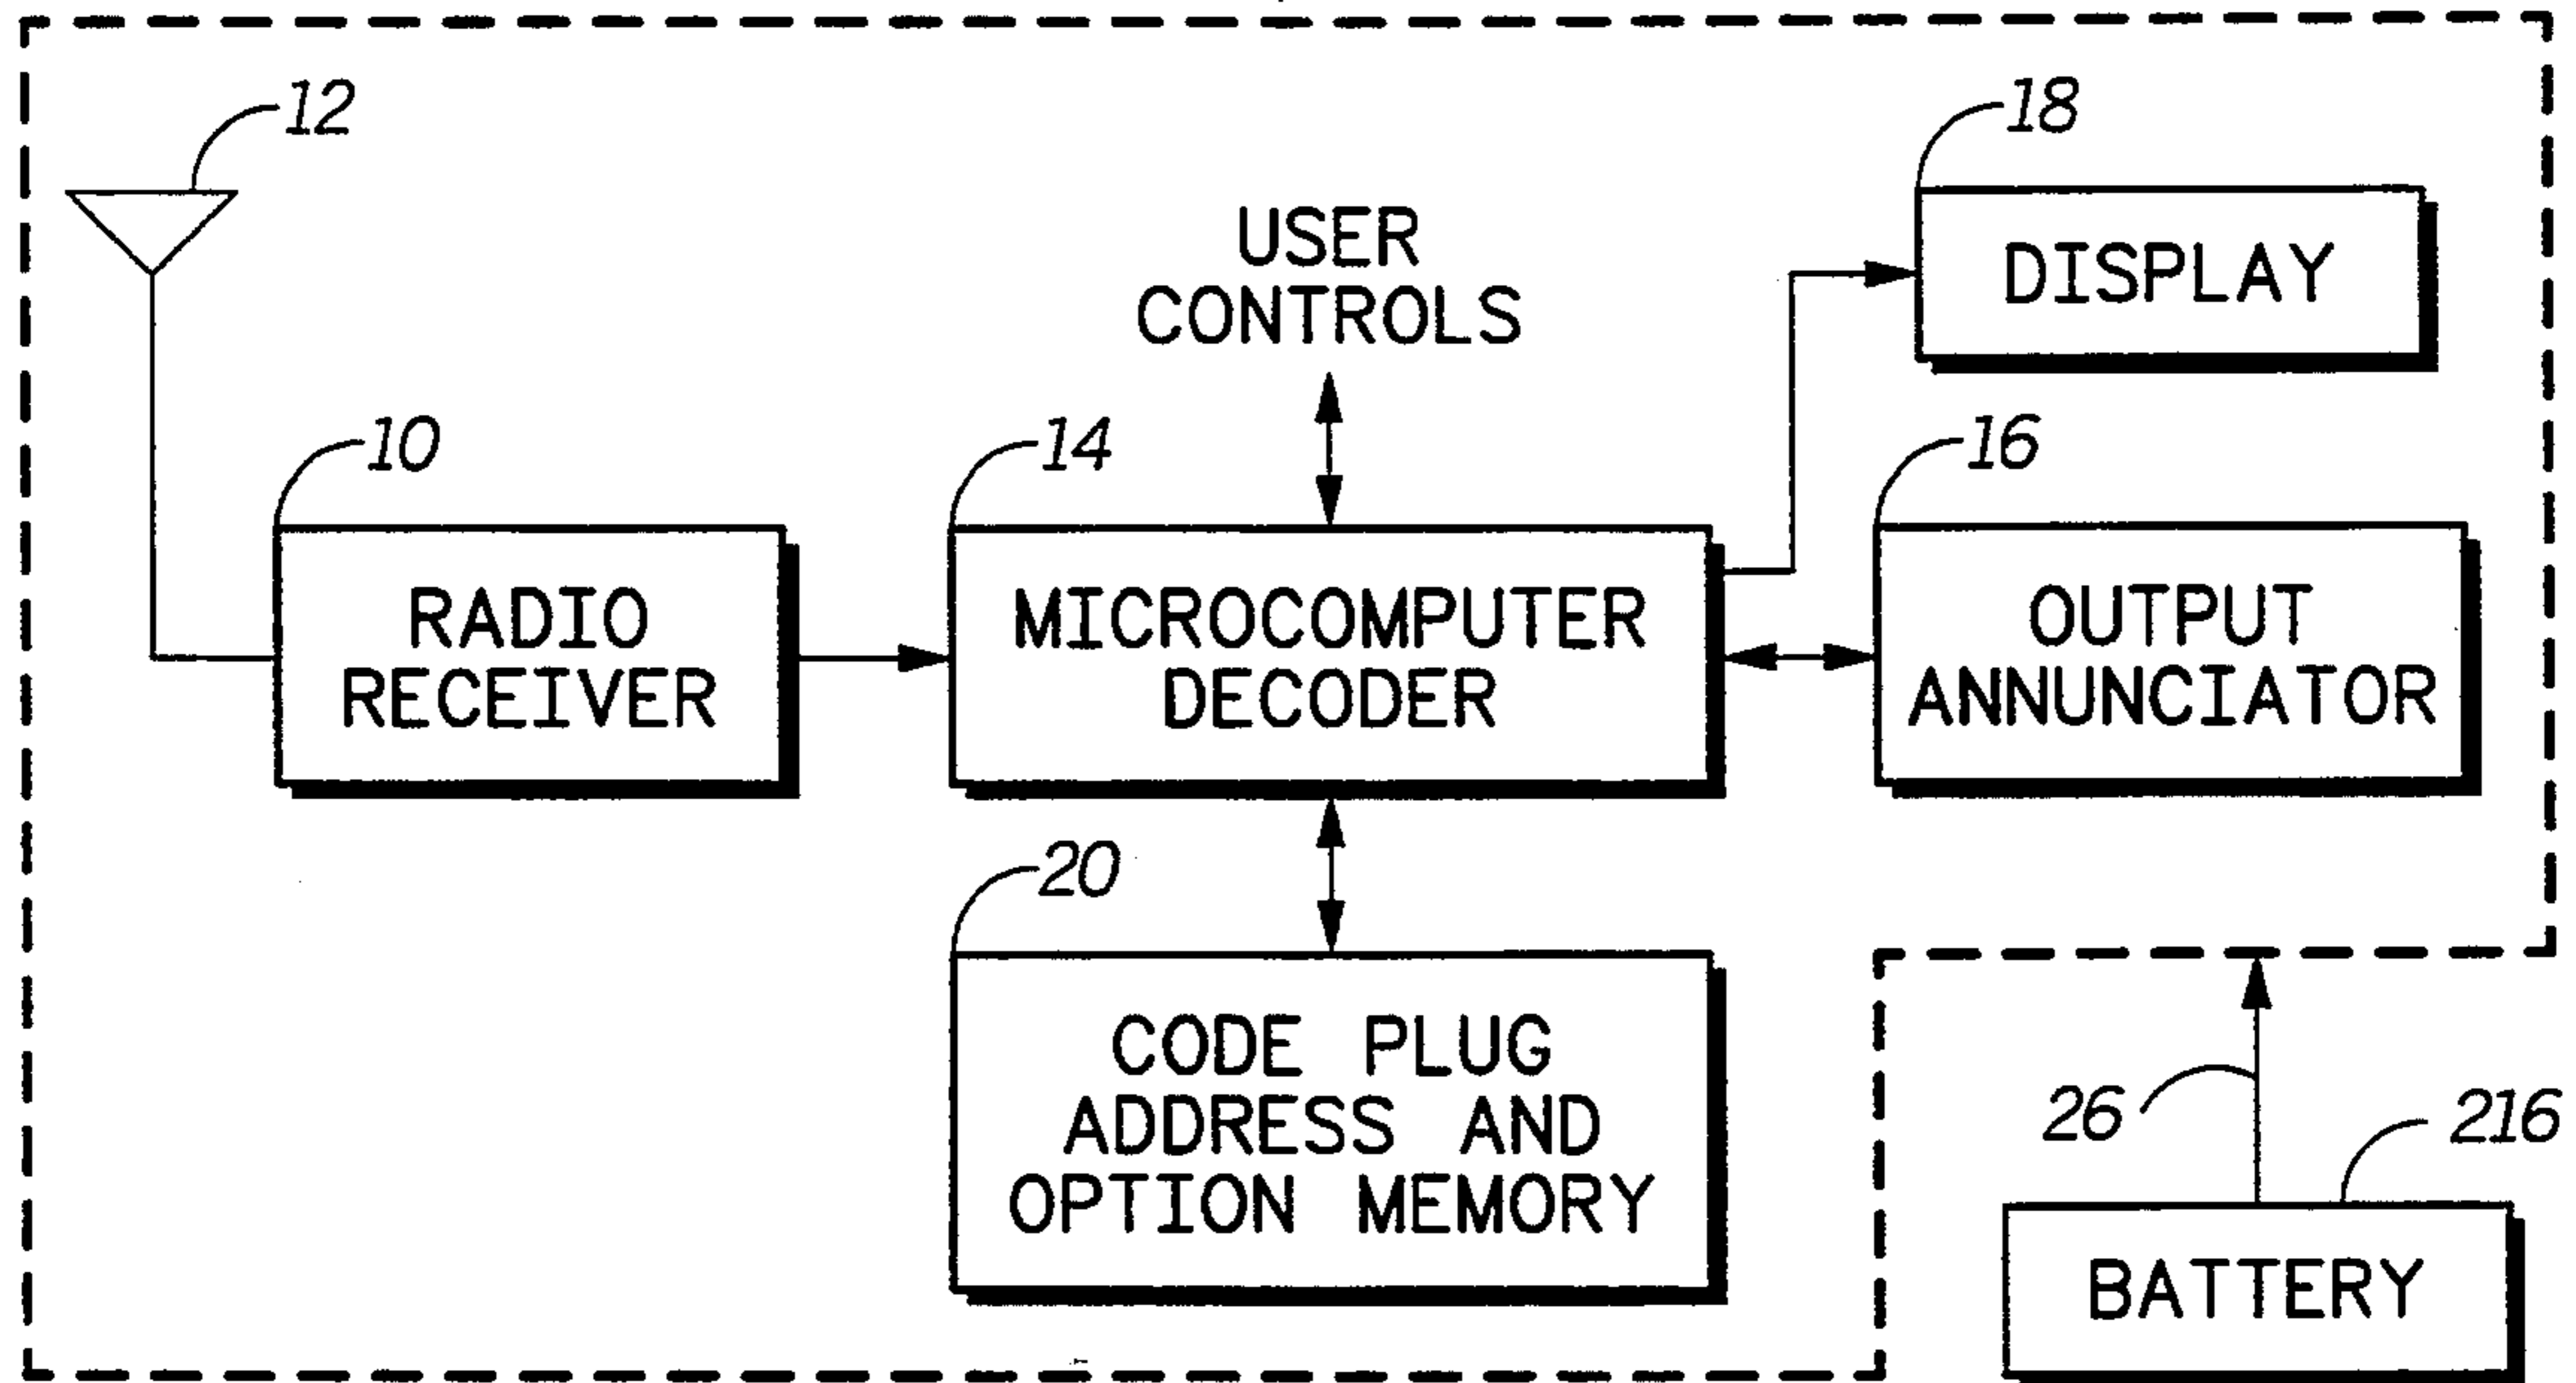 12
18
USER
CONTROLS
DISPLAY
10
14
16
RADIO
RECEIVER
MICROCOMPUTER
DECODER
OUTPUT
ANNUNCIATOR
20
CODE PLUG
ADDRESS AND
OPTION MEMORY
26
216
BATTERY